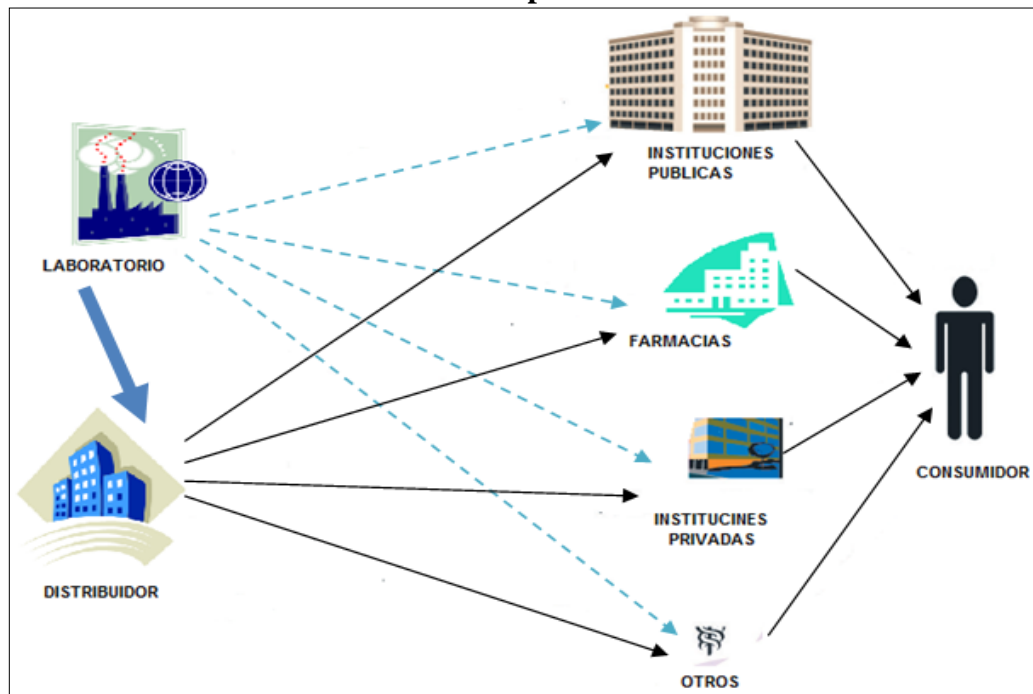 INSTITUCIONES
PUBLICAS
LABORATORIO
FARMACIAS
CONSUMIDOR
INSTITUCINES
PRIVADAS
DISTRIBUIDOR
OTROS